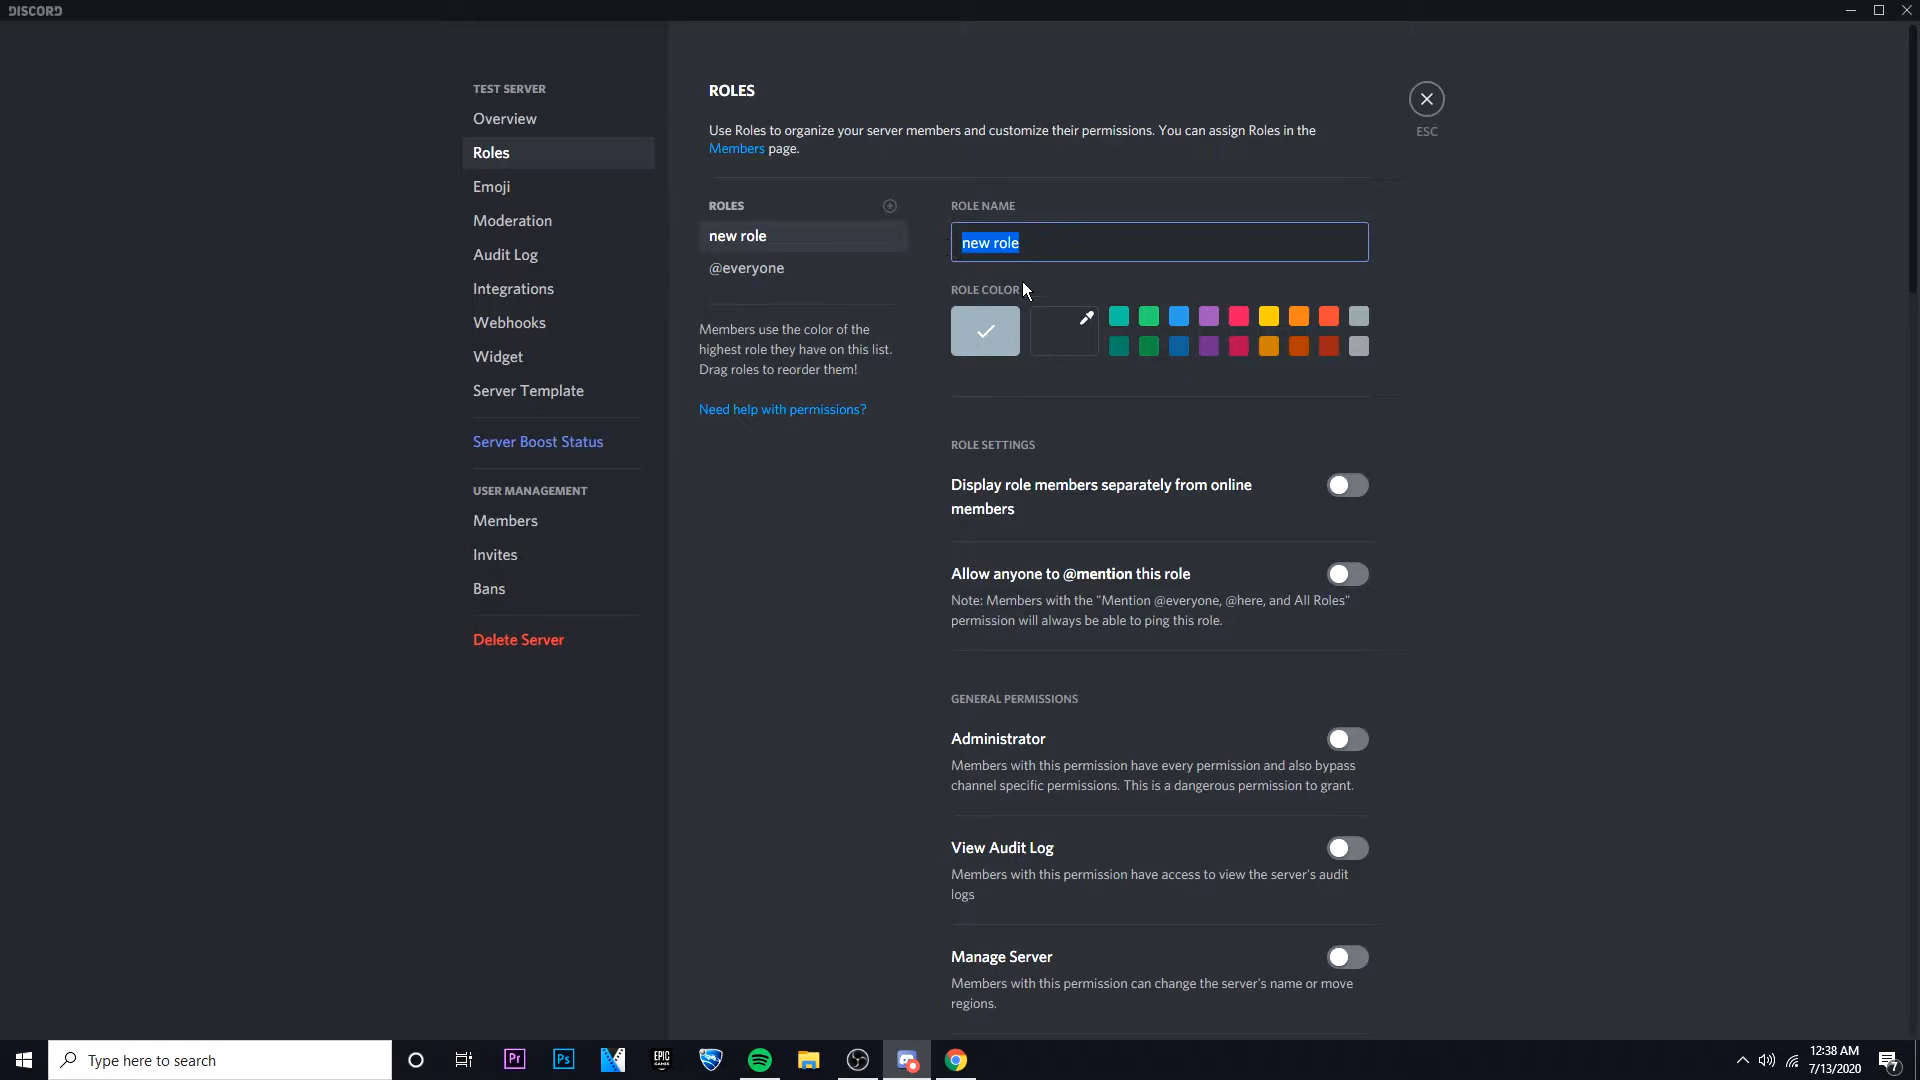 DISCORD
TEST SERVER
Overview
Roles
Emoji
Moderation
Audit Log
Integrations
Webhooks
Widget
Server Template
Server Boost Status
USER MANAGEMENT
Members
Invites
Bans
Delete Server
ROLES
Use Roles to organize your server members and customize their permissions. You can assign Roles in the
Members page.
ESC
ROLES
new role
@everyone
Members use the color of the
highest role they have on this list.
Drag roles to reorder them!
Need help with permissions?
ROLE NAME
new role
ROLE COLOR
ROLE SETTINGS
Display role members separately from online
members
Allow anyone to @mention this role
Note: Members with the "Mention @everyone, @here, and All Roles"
permission will always be able to ping this role.
GENERAL PERMISSIONS
Administrator
Members with this permission have every permission and also bypass
channel specific permissions. This is a dangerous permission to grant.
View Audit Log
Members with this permission have access to view the server's audit
logs
Manage Server
Members with this permission can change the server's name or move
regions.
Type here to search
Pr
Ps
EPIC
GAMES
12:38 AM
7/13/2020
7